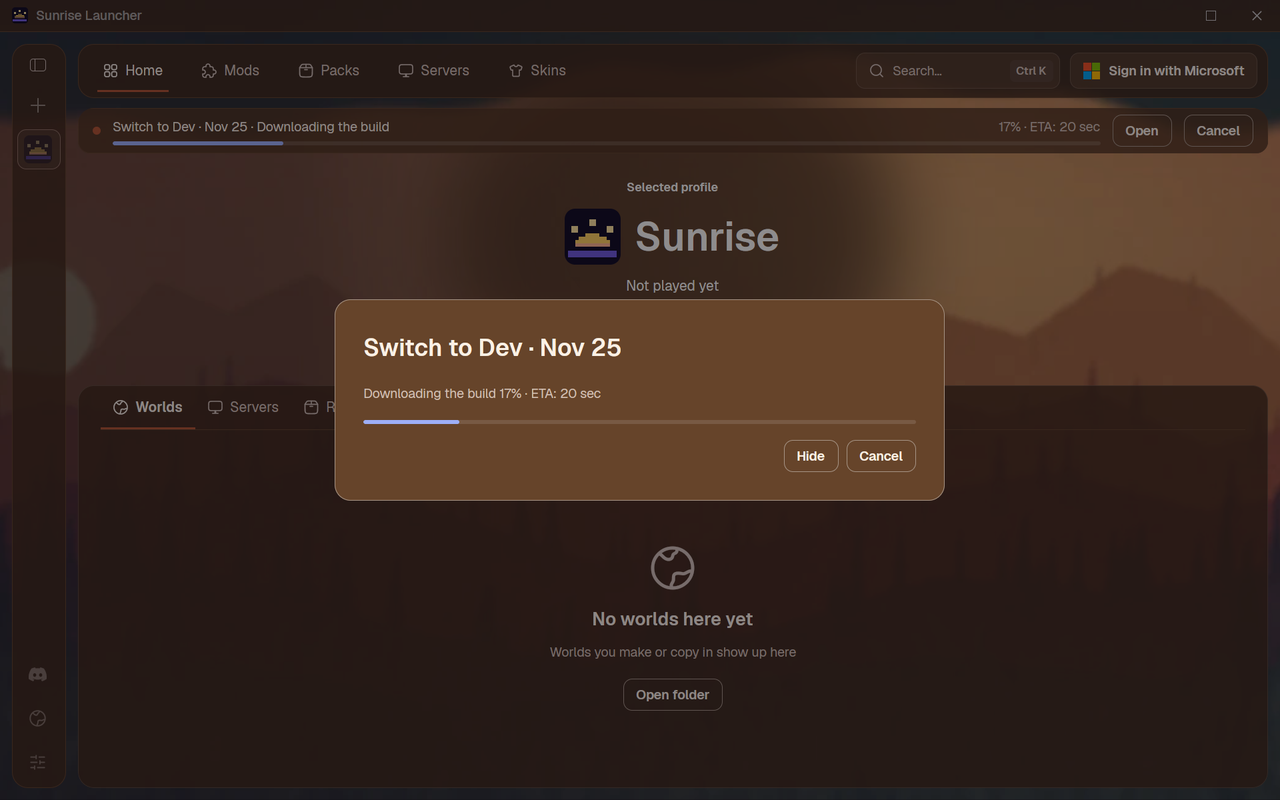 Sunrise Launcher
Home
Mods
Packs
Servers
Skins
Search...
Ctrl K
Sign in with Microsoft
Switch to Dev · Nov 25 · Downloading the build
17% · ETA: 20 sec
Open
Cancel
Selected profile
Sunrise
Not played yet
Switch to Dev · Nov 25
Downloading the build 17% · ETA: 20 sec
Hide
Cancel
Worlds
Servers
R
No worlds here yet
Worlds you make or copy in show up here
Open folder